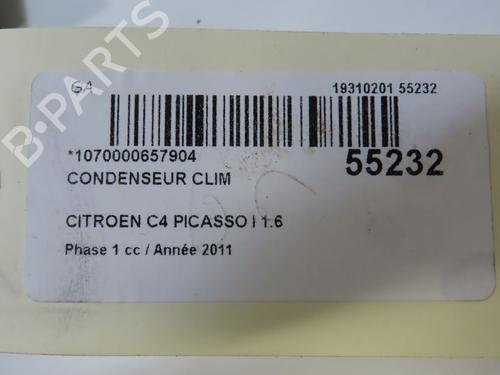 GA
19310201 55232
*1070000657904
55232
CONDENSEUR CLIM
CITROEN C4 PICASSO I 1.6
Phase 1 cc / Année 2011
B-PARTS